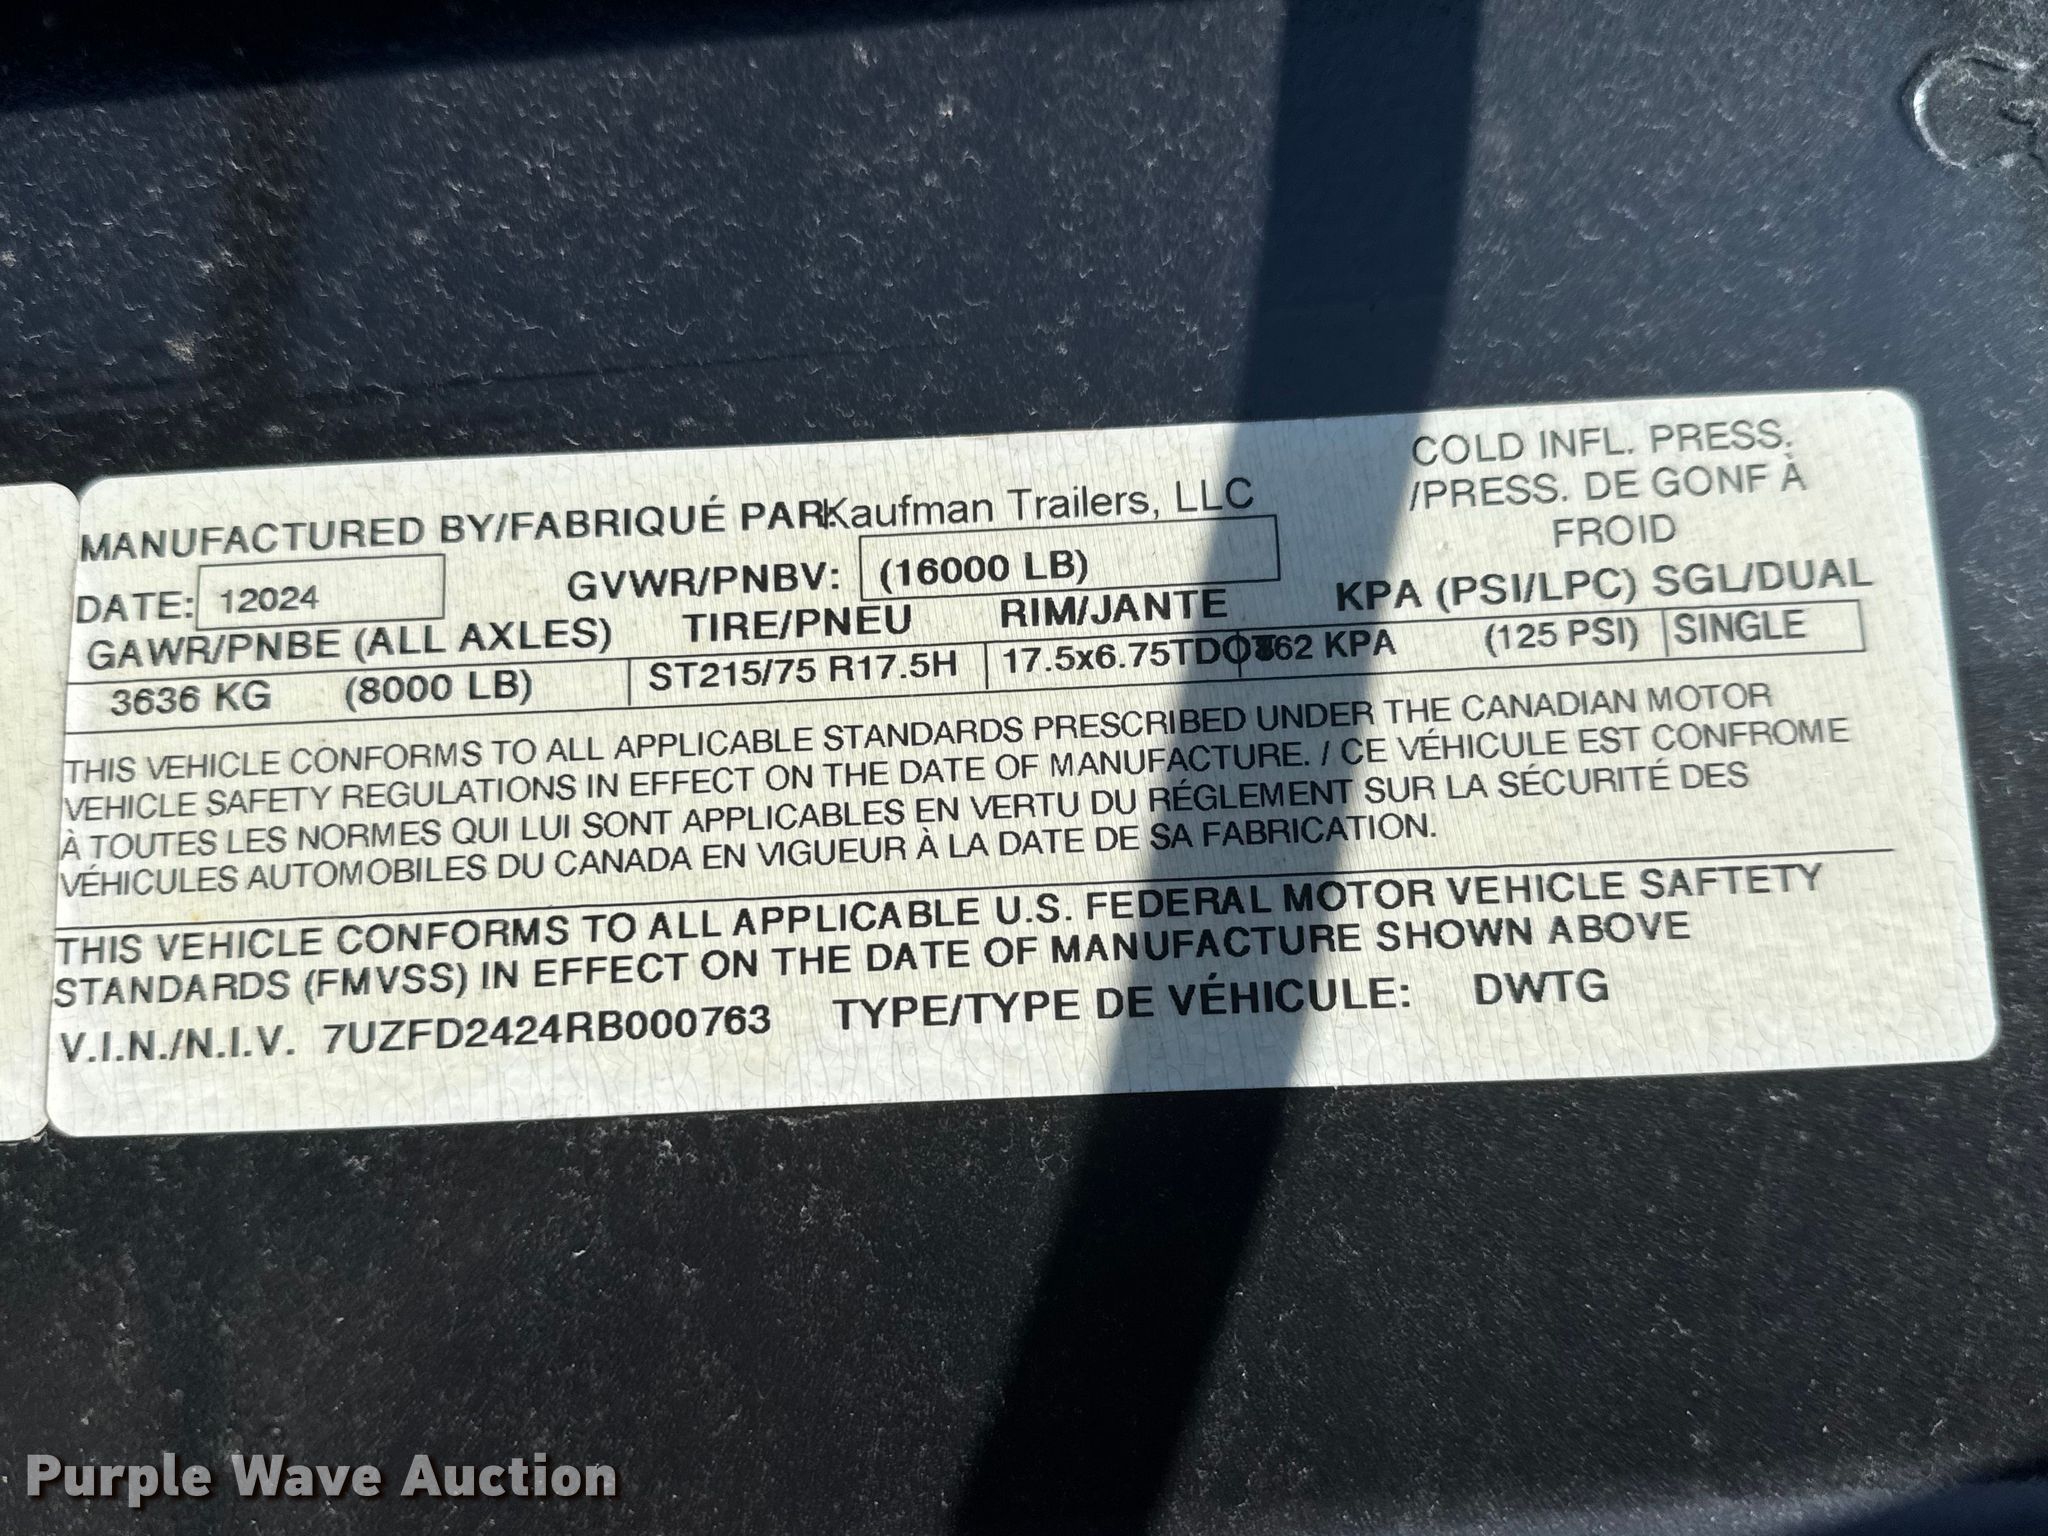 COLD INFL. PRESS.
/PRESS. DE GONF À
FROID
MANUFACTURED BY/FABRIQUÉ PAR: Kaufman Trailers, LLC
DATE: 12024 GVWR/PNBV: (16000 LB)
GAWR/PNBE (ALL AXLES) TIRE/PNEU RIM/JANTE KPA (PSI/LPC) SGL/DUAL
3636 KG (8000 LB) ST215/75 R17.5H 17.5x6.75 862 KPA (125 PSI) SINGLE
THIS VEHICLE CONFORMS TO ALL APPLICABLE STANDARDS PRESCRIBED UNDER THE CANADIAN MOTOR
VEHICLE SAFETY REGULATIONS IN EFFECT ON THE DATE OF MANUFACTURE. / CE VÉHICULE EST CONFROME
À TOUTES LES NORMES QUI LUI SONT APPLICABLES EN VERTU DU RÉGLEMENT SUR LA SÉCURITÉ DES
VÉHICULES AUTOMOBILES DU CANADA EN VIGUEUR À LA DATE DE SA FABRICATION.
THIS VEHICLE CONFORMS TO ALL APPLICABLE U.S. FEDERAL MOTOR VEHICLE SAFTETY
STANDARDS (FMVSS) IN EFFECT ON THE DATE OF MANUFACTURE SHOWN ABOVE
V.I.N./N.I.V. 7UZFD2424RB000763 TYPE/TYPE DE VÉHICULE: DWTG
Purple Wave Auction